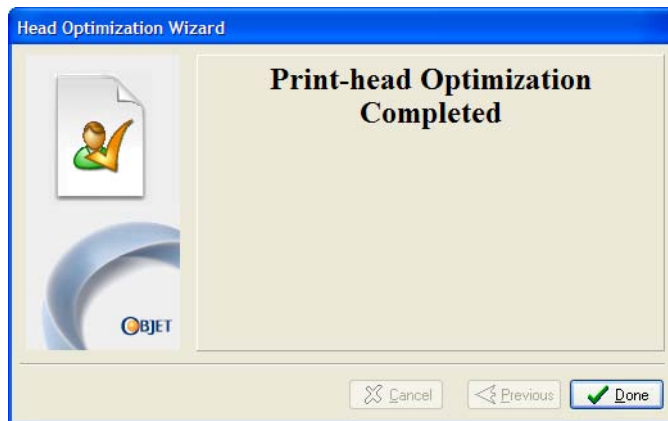 Head Optimization Wizard
Print-head Optimization
Completed
OBJET
Cancel
Previous
Done